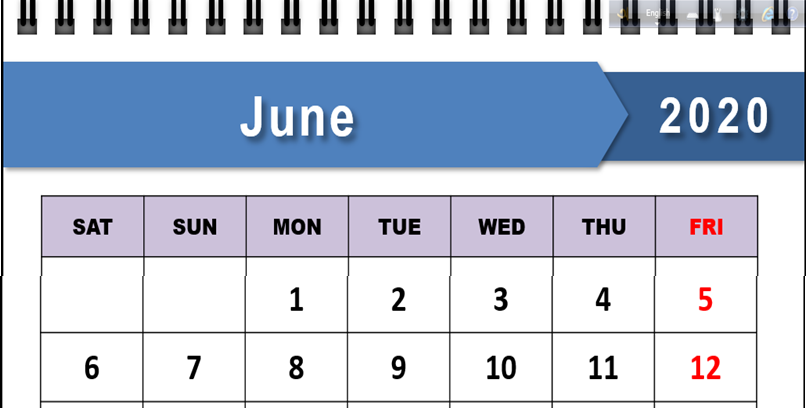 English
June
2020
SAT SUN MON TUE WED THU FRI
1 2 3 4 5
6 7 8 9 10 11 12